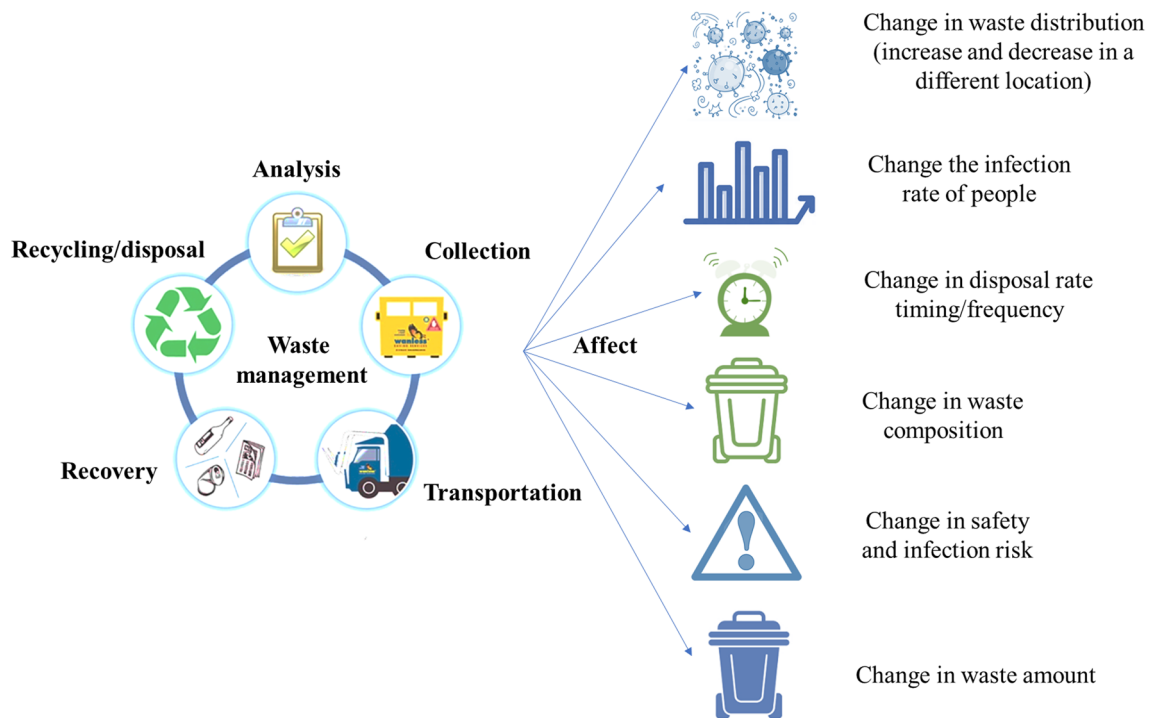 Analysis
Recycling/disposal
Collection
Waste
management
wanless
Recovery
Transportation
Affect
Change in waste distribution
(increase and decrease in a
different location)
Change the infection
rate of people
Change in disposal rate
timing/frequency
Change in waste
composition
Change in safety
and infection risk
Change in waste amount